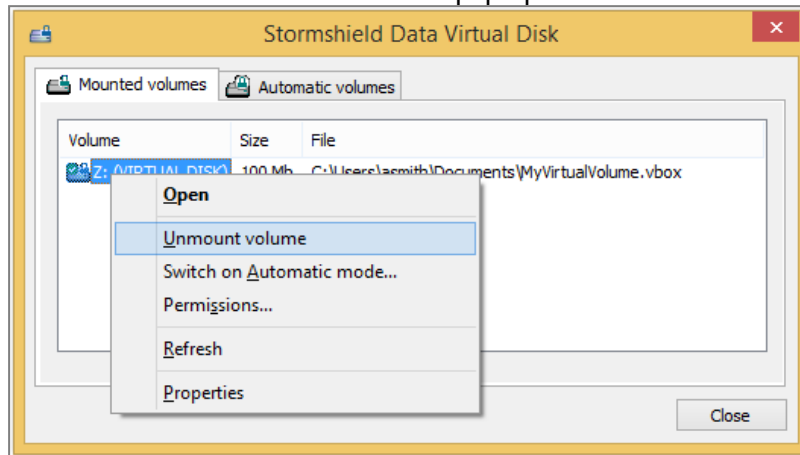 Stormshield Data Virtual Disk
Mounted volumes Automatic volumes
Volume Size File
Z: (VIRTUAL DISK) 100 Mb C:\Users\asmith\Documents\MyVirtualVolume.vbox
Open
Unmount volume
Switch on Automatic mode...
Permissions...
Refresh
Properties
Close